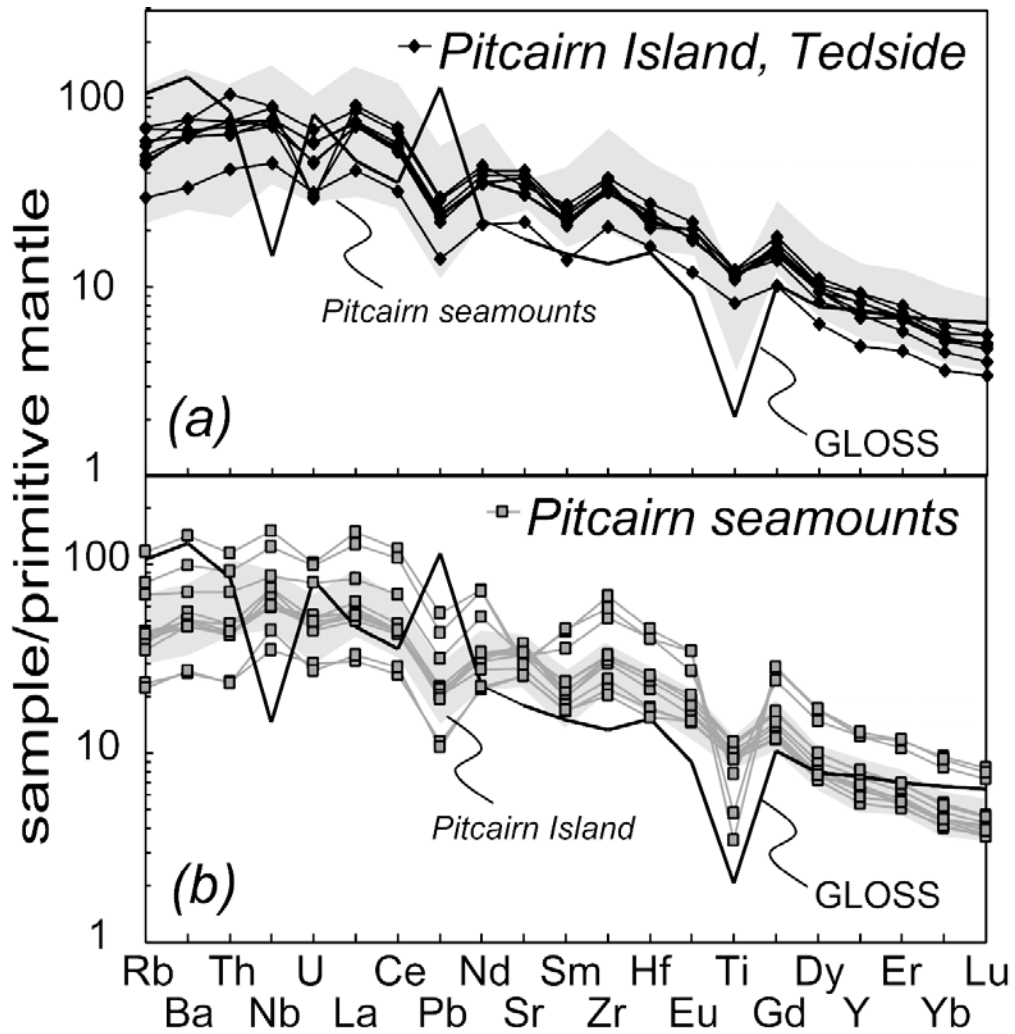 Pitcairn Island, Tedside
100
10
1
Pitcairn seamounts
GLOSS
(a)
sample/primitive mantle
Pitcairn seamounts
100
10
1
Pitcairn Island
GLOSS
(b)
Rb Th U Ce Nd Sm Hf Ti Dy Er Lu
Ba Nb La Pb Sr Zr Eu Gd Y Yb